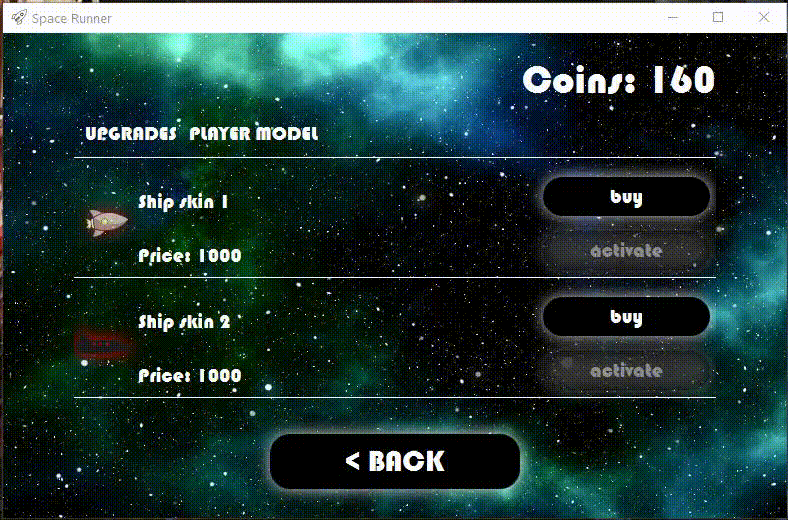 Space Runner
Coins: 160
UPGRADES PLAYER MODEL
Ship skin 1
buy
Price: 1000
activate
Ship skin 2
buy
Price: 1000
activate
< BACK